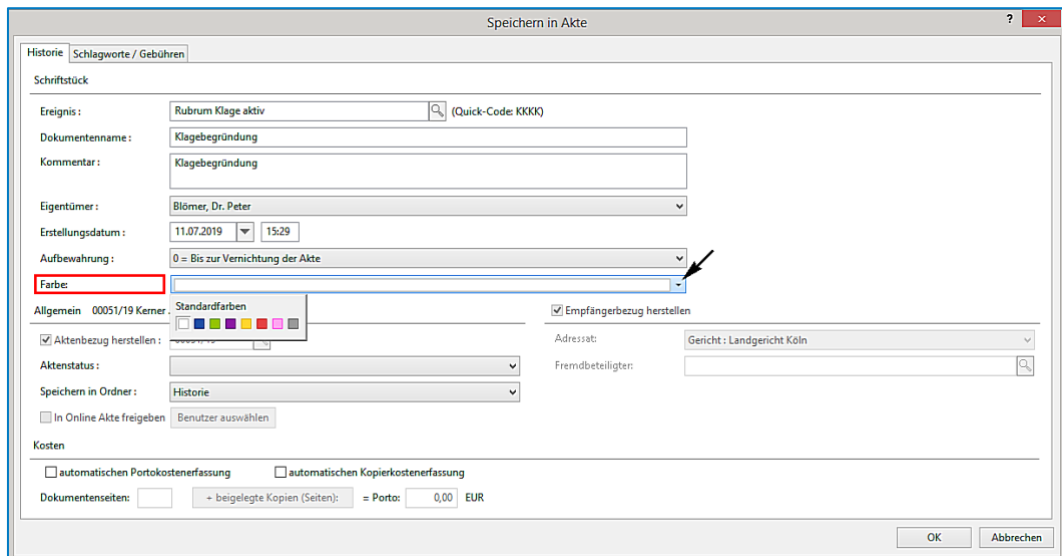 Speichern in Akte
? ×
Historie Schlagworte / Gebühren
Schriftstück
Ereignis : Rubrum Klage aktiv (Quick-Code: KKKK)
Dokumentenname : Klagebegründung
Kommentar : Klagebegründung
Eigentümer : Blömer, Dr. Peter
Erstellungsdatum : 11.07.2019 15:29
Aufbewahrung : 0 = Bis zur Vernichtung der Akte
Farbe:
Standardfarben
Allgemein 00051/19 Kerner Empfängerbezug herstellen
Aktenbezug herstellen : Adressat: Gericht : Landgericht Köln
Aktenstatus : Fremdbeteiligter:
Speichern in Ordner : Historie
In Online Akte freigeben Benutzer auswählen
Kosten
automatischen Portokostenerfassung automatischen Kopierkostenerfassung
Dokumentenseiten: + beigelegte Kopien (Seiten): = Porto: 0,00 EUR
OK Abbrechen